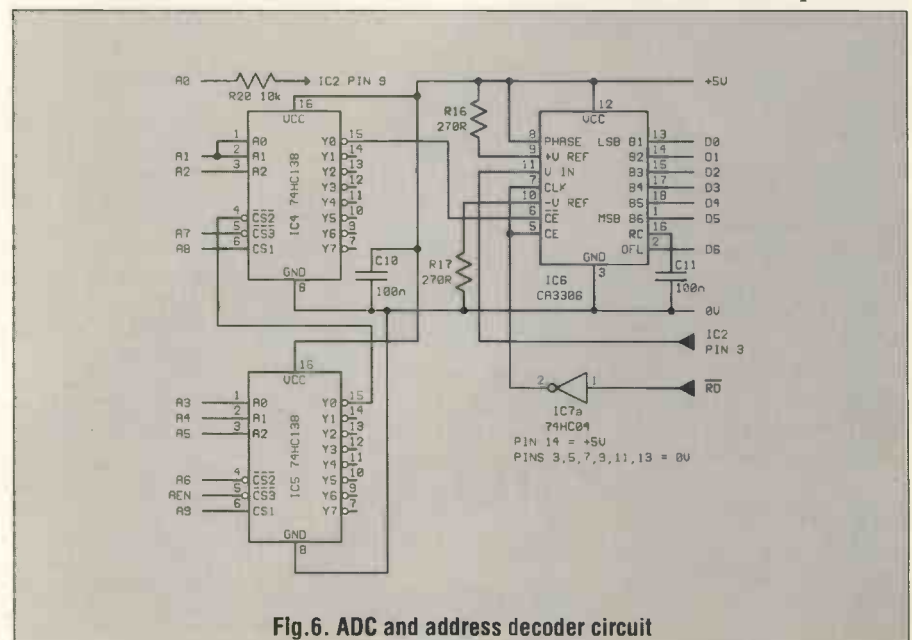 A0
R20 10k
IC2 PIN 9
16
VCC
1
A0
A1
2
A1
A2
3
A2
4
CS2
A7
5
CS3
A8
6
CS1
IC4 74HC138
Y0 15
Y1 14
Y2 13
Y3 12
Y4 11
Y5 10
Y6 9
Y7 7
GND
8
C10
100n
R16
270R
R17
270R
+5V
12
VCC
8 PHASE
9 +V REF
11 V IN
7 CLK
10 -V REF
6 CE
5 CE
LSB B1 13 D0
B2 14 D1
B3 15 D2
B4 17 D3
B5 18 D4
MSB B6 1 D5
RC 16
OFL 2 D6
GND
3
IC6
CA3306
C11
100n
0V
IC2
PIN 3
RD
2
1
IC7a
74HC04
PIN 14 = +5V
PINS 3,5,7,9,11,13 = 0V
16
VCC
A3 1 A0
A4 2 A1
A5 3 A2
A6 4 CS2
AEN 5 CS3
A9 6 CS1
IC5 74HC138
Y0 15
Y1 14
Y2 13
Y3 12
Y4 11
Y5 10
Y6 9
Y7 7
GND
8
Fig.6. ADC and address decoder circuit